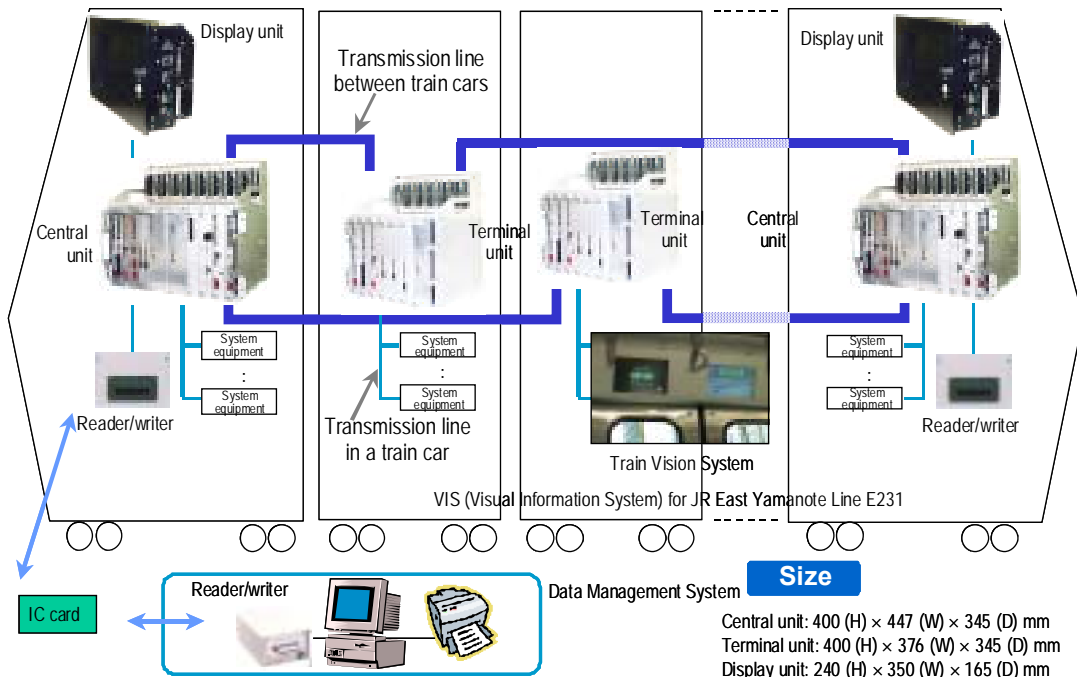 Display unit
Display unit
Transmission line
between train cars
Central
unit
Terminal
unit
Terminal
unit
Central
unit
System
equipment
:
System
equipment
System
equipment
:
System
equipment
System
equipment
:
System
equipment
Reader/writer
Transmission line
in a train car
Reader/writer
Train Vision System
VIS (Visual Information System) for JR East Yamanote Line E231
Reader/writer
Data Management System
Size
IC card
Central unit: 400 (H) × 447 (W) × 345 (D) mm
Terminal unit: 400 (H) × 376 (W) × 345 (D) mm
Display unit: 240 (H) × 350 (W) × 165 (D) mm